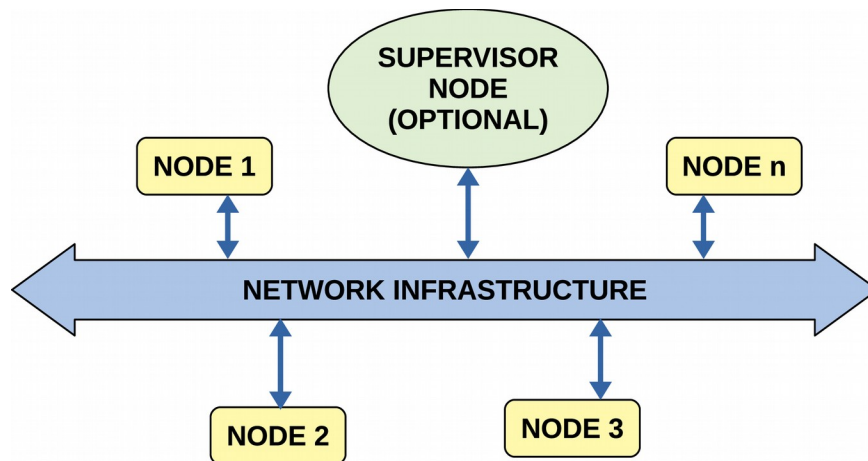 SUPERVISOR
NODE
(OPTIONAL)
NODE 1
NODE n
NETWORK INFRASTRUCTURE
NODE 2
NODE 3